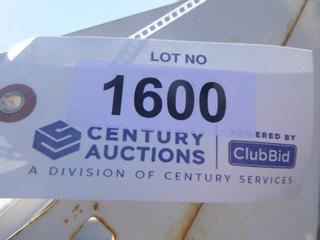 LOT NO
1600
CENTURY AUCTIONS
POWERED BY
ClubBid
A DIVISION OF CENTURY SERVICES